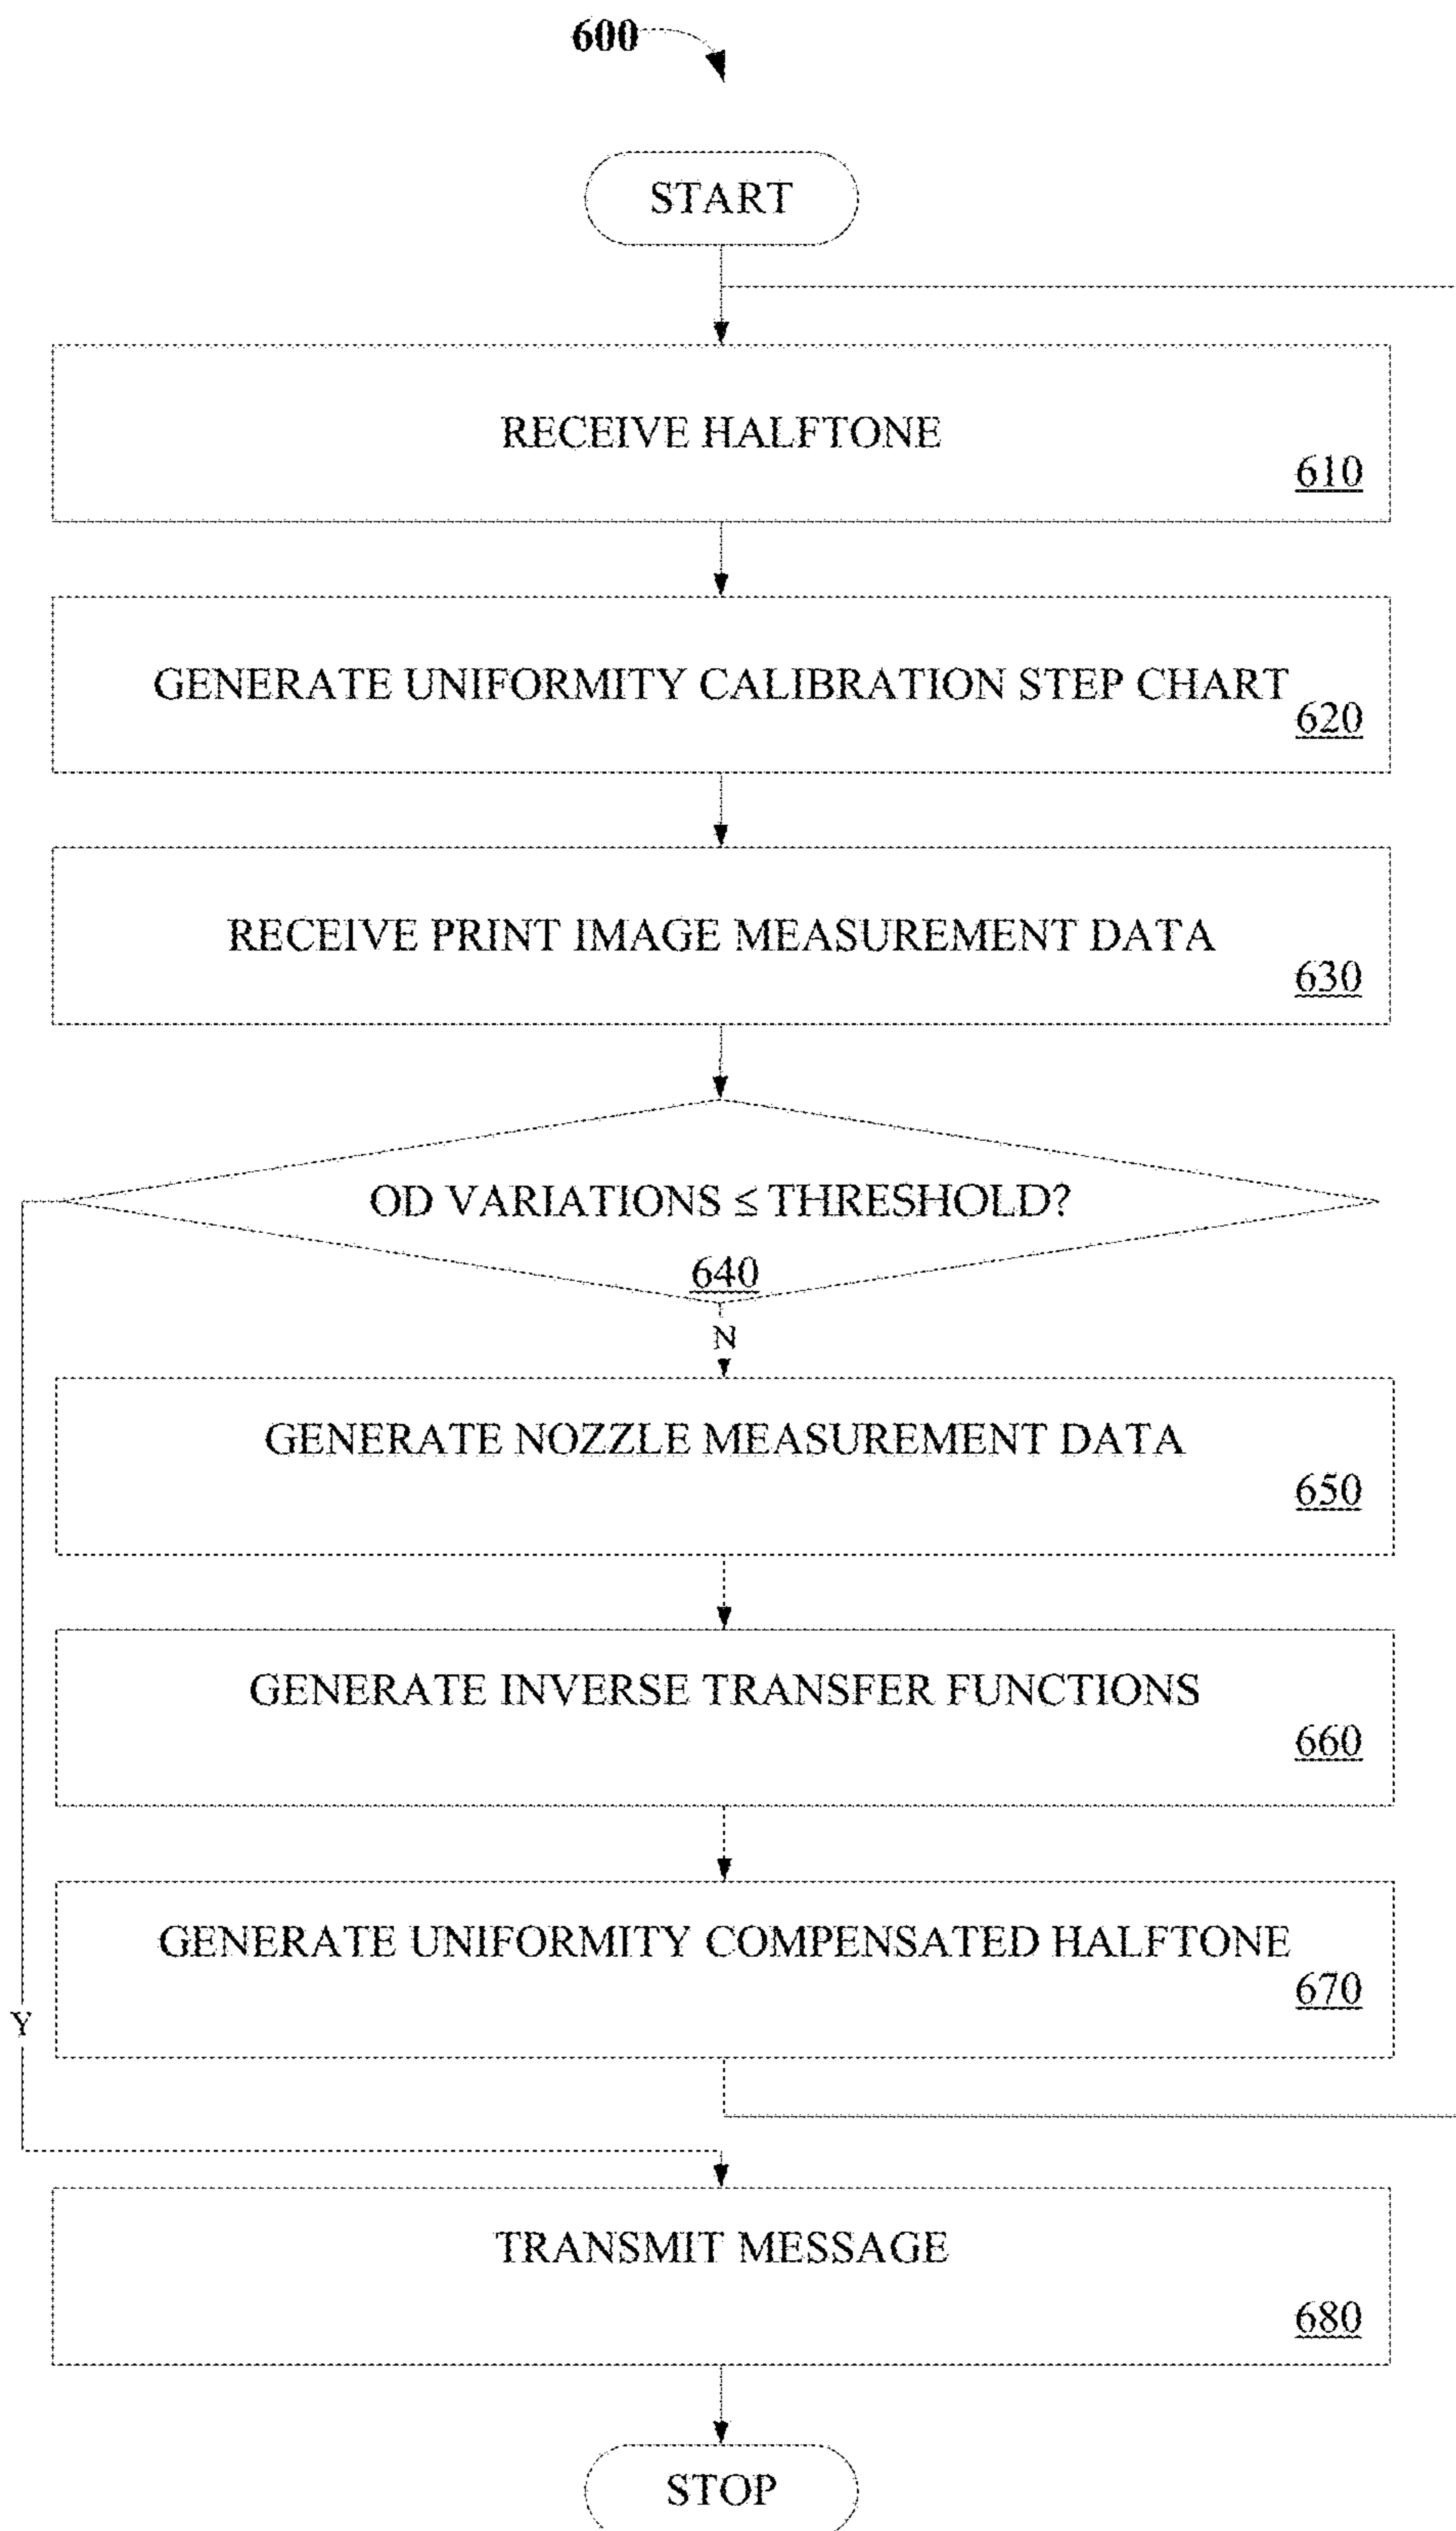 600
START
RECEIVE HALFTONE
610
GENERATE UNIFORMITY CALIBRATION STEP CHART
620
RECEIVE PRINT IMAGE MEASUREMENT DATA
630
OD VARIATIONS ≤ THRESHOLD?
640
N
GENERATE NOZZLE MEASUREMENT DATA
650
GENERATE INVERSE TRANSFER FUNCTIONS
660
GENERATE UNIFORMITY COMPENSATED HALFTONE
670
Y
TRANSMIT MESSAGE
680
STOP